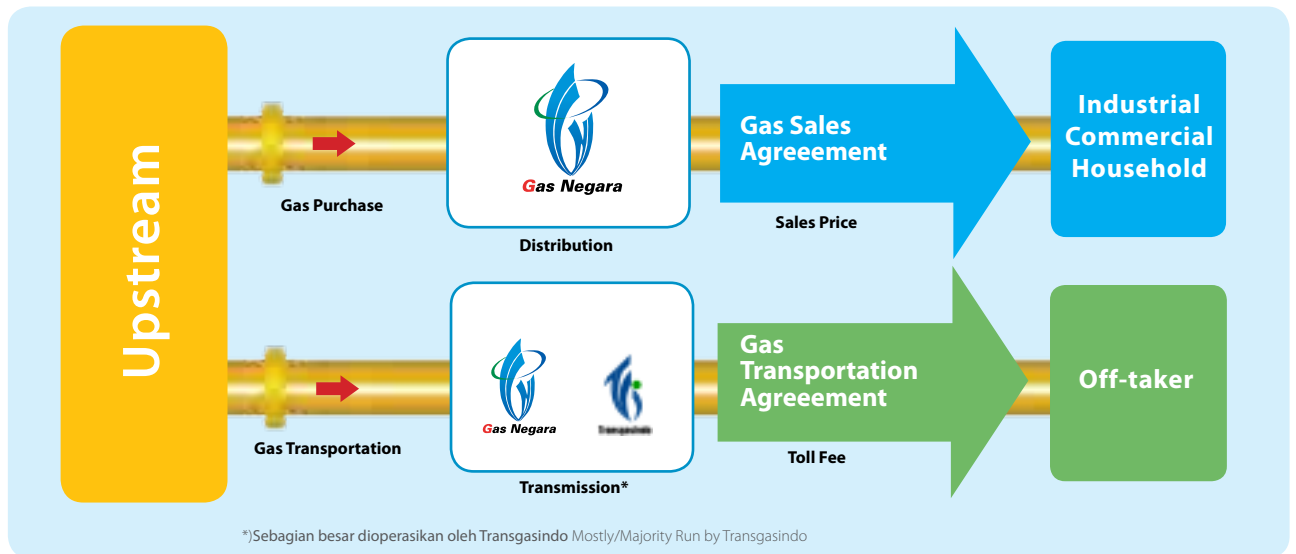 Upstream
Gas Purchase
Gas Negara
Distribution
Gas Sales
Agreeement
Sales Price
Industrial
Commercial
Household
Gas Transportation
Gas Negara
Transgasindo
Transmission*
Gas
Transportation
Agreeement
Toll Fee
Off-taker
*)Sebagian besar dioperasikan oleh Transgasindo Mostly/Majority Run by Transgasindo